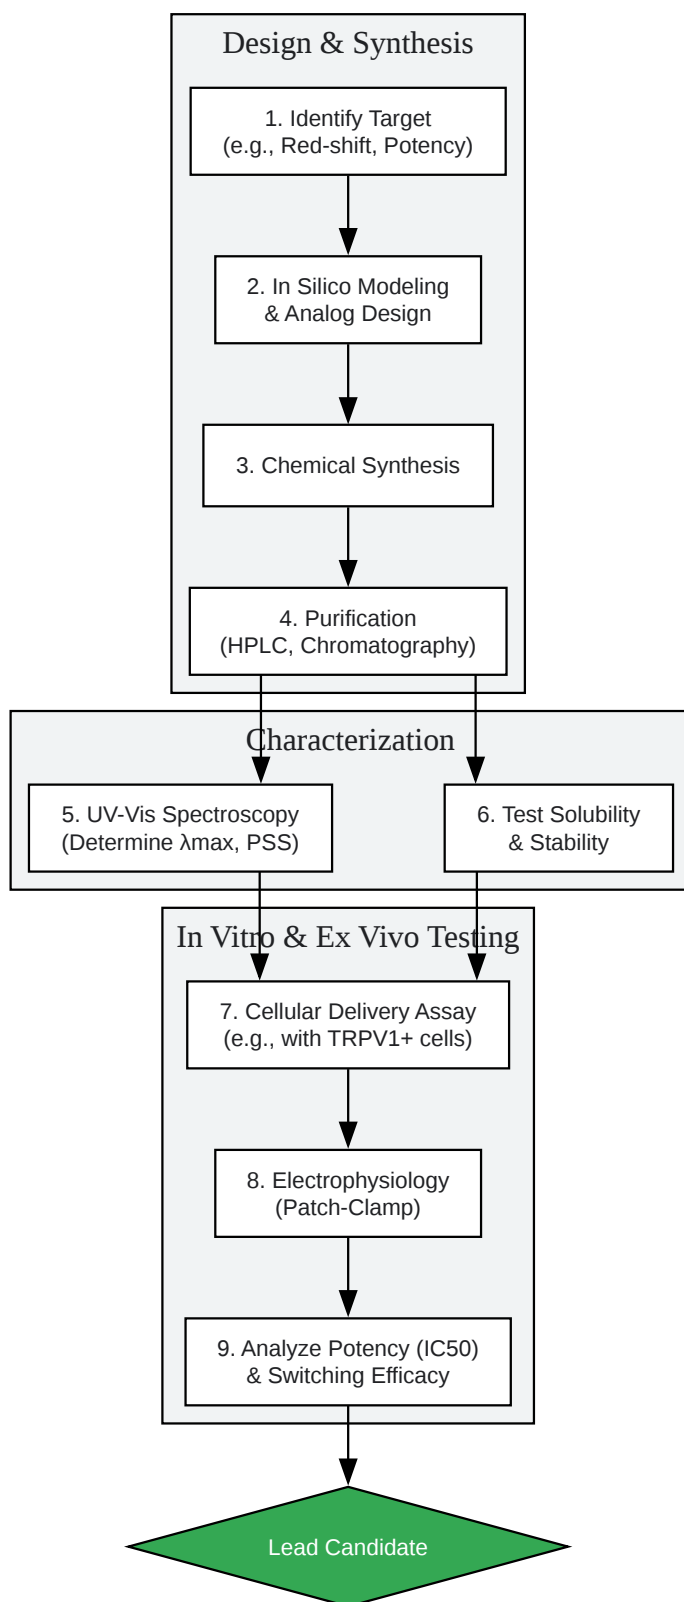 Design & Synthesis
1. Identify Target
(e.g., Red-shift, Potency)
2. In Silico Modeling
& Analog Design
3. Chemical Synthesis
4. Purification
(HPLC, Chromatography)
Characterization
5. UV-Vis Spectroscopy
(Determine λmax, PSS)
6. Test Solubility
& Stability
In Vitro & Ex Vivo Testing
7. Cellular Delivery Assay
(e.g., with TRPV1+ cells)
8. Electrophysiology
(Patch-Clamp)
9. Analyze Potency (IC50)
& Switching Efficacy
Lead Candidate